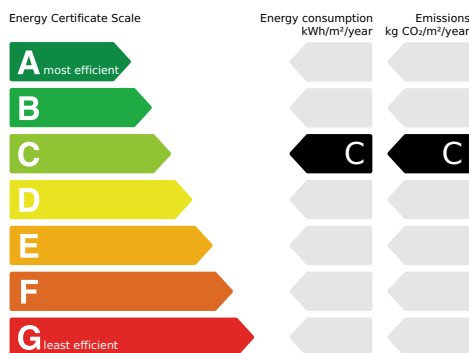 Energy Certificate Scale
Energy consumption
kWh/m²/year
Emissions
kg CO₂/m²/year
A most efficient
B
C C C
D
E
F
G least efficient